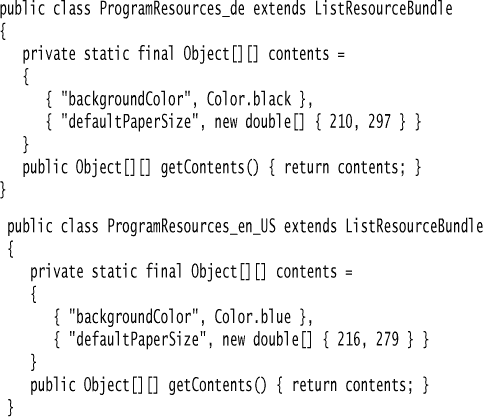 public class ProgramResources_de extends ListResourceBundle
{
private static final Object[][] contents =
{
{ "backgroundColor", Color.black },
{ "defaultPaperSize", new double[] { 210, 297 } }
}
public Object[][] getContents() { return contents; }
}
public class ProgramResources_en_US extends ListResourceBundle
{
private static final Object[][] contents =
{
{ "backgroundColor", Color.blue },
{ "defaultPaperSize", new double[] { 216, 279 } }
}
public Object[][] getContents() { return contents; }
}